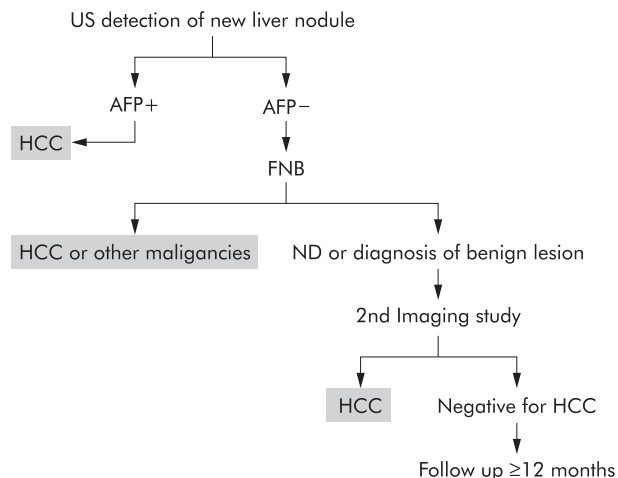 US detection of new liver nodule
AFP+
AFP−
HCC
FNB
HCC or other maligancies
ND or diagnosis of benign lesion
2nd Imaging study
HCC
Negative for HCC
Follow up ≥12 months